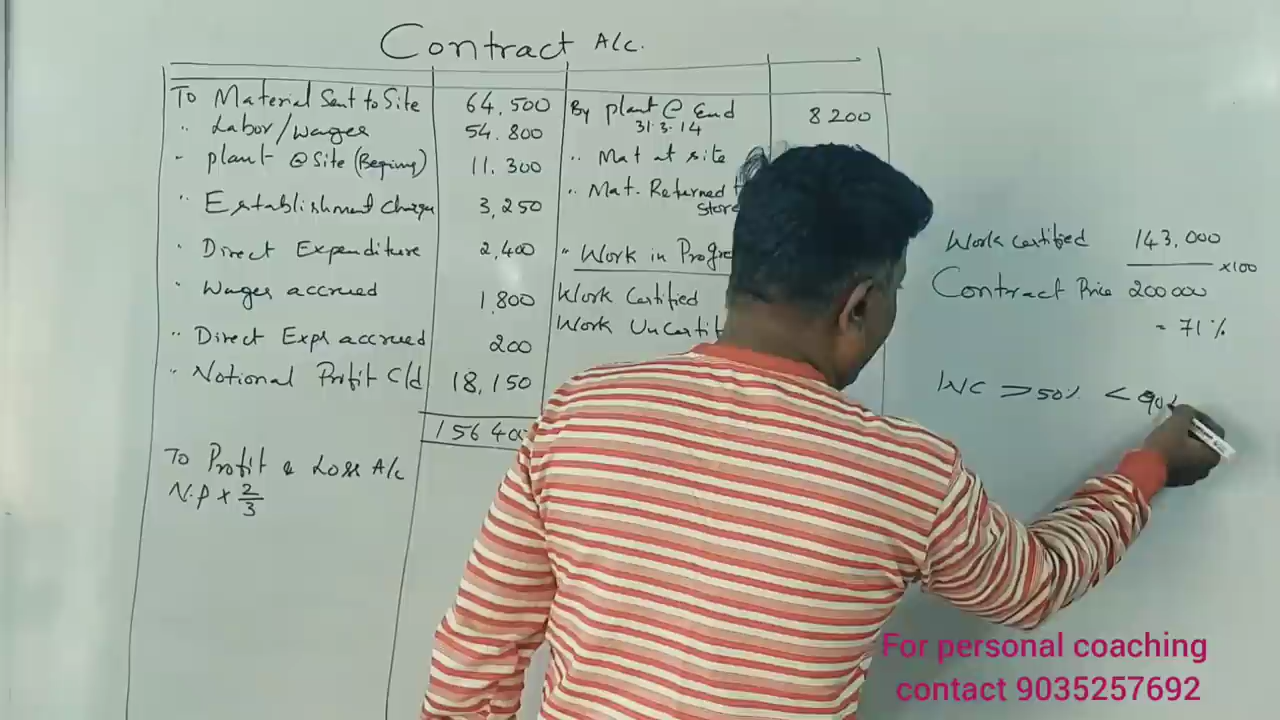 Contract A/c.
To Material Sent to Site 64,500 By plant @ End 8200
31.3.14
" Labor/Wages 54.800
" plant @ Site (Begining) 11.300 " Mat at site
" Establishment Charges 3,250 " Mat. Returned
Store
" Direct Expenditure 2,400 " Work in Progre
" Wages accrued 1,800 Work Certified
" Direct Exps accrued 200 Work Uncertif
" Notional Profit C/d 18,150
15640
To Profit & Loss A/c
N.P x 2/3
Work certified 143,000
x100
Contract Price 200000
= 71%
WC > 50% < 90%
For personal coaching
contact 9035257692